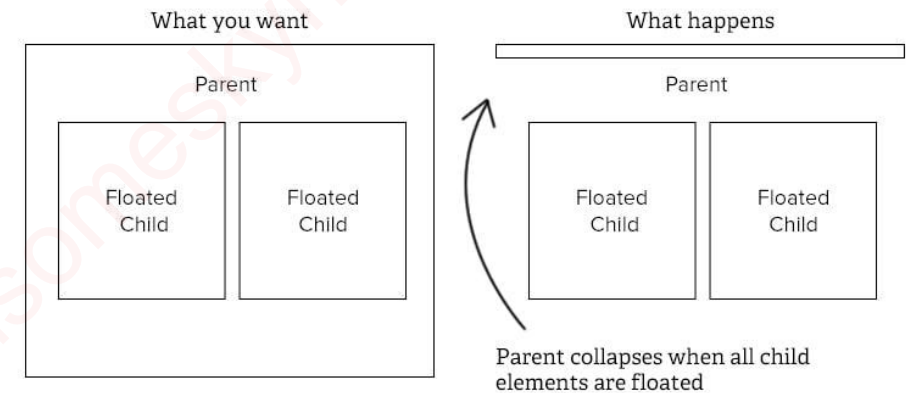 What you want
What happens
Parent
Parent
Floated
Child
Floated
Child
Floated
Child
Floated
Child
Parent collapses when all child
elements are floated